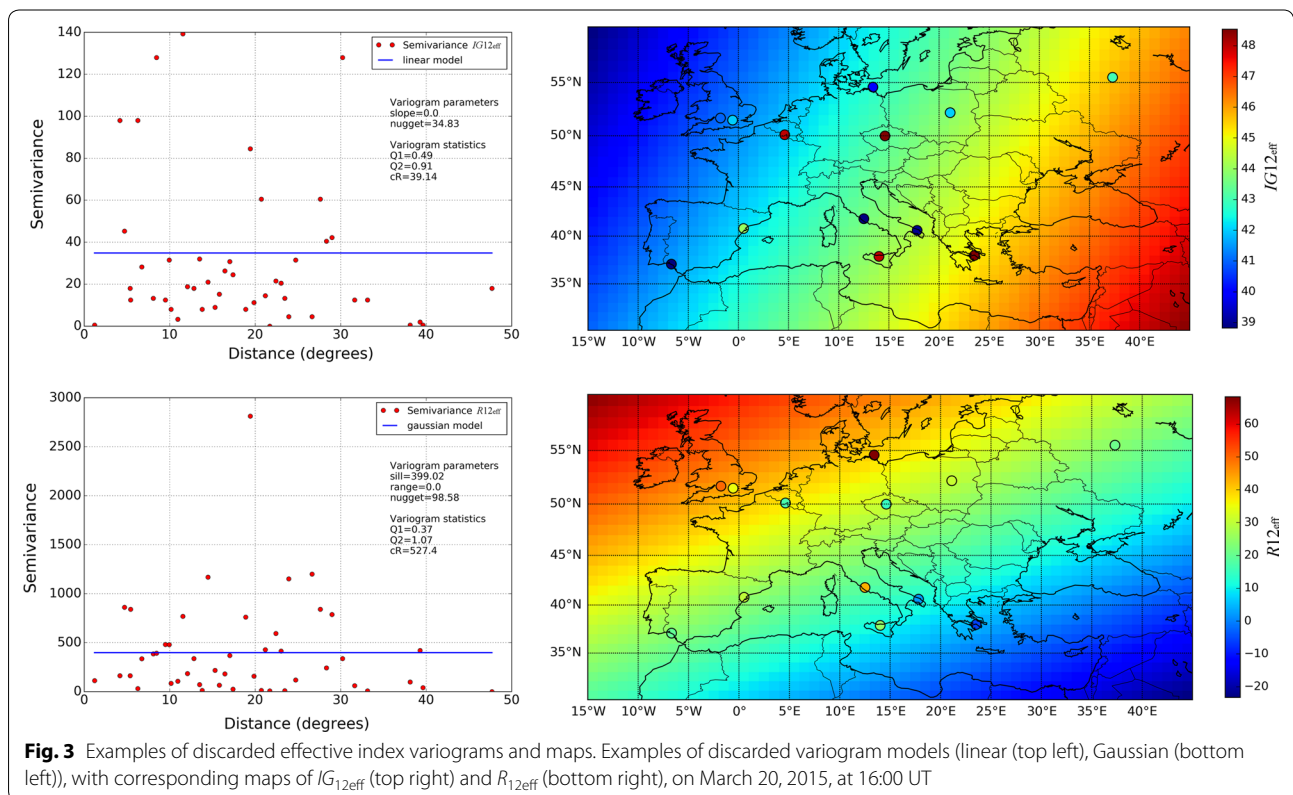 140
120
100
80
60
40
20
0
Semivariance
0 10 20 30 40 50
Distance (degrees)
Semivariance IG12eff
linear model
Variogram parameters
slope=0.0
nugget=34.83
Variogram statistics
Q1=0.49
Q2=0.91
cR=39.14
55°N
50°N
45°N
40°N
35°N
15°W 10°W 5°W 0° 5°E 10°E 15°E 20°E 25°E 30°E 35°E 40°E
48
47
46
45
44
43
42
41
40
39
IG12eff
3000
2500
2000
1500
1000
500
0
Semivariance
0 10 20 30 40 50
Distance (degrees)
Semivariance R12eff
gaussian model
Variogram parameters
sill=399.02
range=0.0
nugget=98.58
Variogram statistics
Q1=0.37
Q2=1.07
cR=527.4
55°N
50°N
45°N
40°N
35°N
15°W 10°W 5°W 0° 5°E 10°E 15°E 20°E 25°E 30°E 35°E 40°E
60
50
40
30
20
10
0
−10
−20
R12eff
Fig. 3 Examples of discarded effective index variograms and maps. Examples of discarded variogram models (linear (top left), Gaussian (bottom
left)), with corresponding maps of IG12eff (top right) and R12eff (bottom right), on March 20, 2015, at 16:00 UT